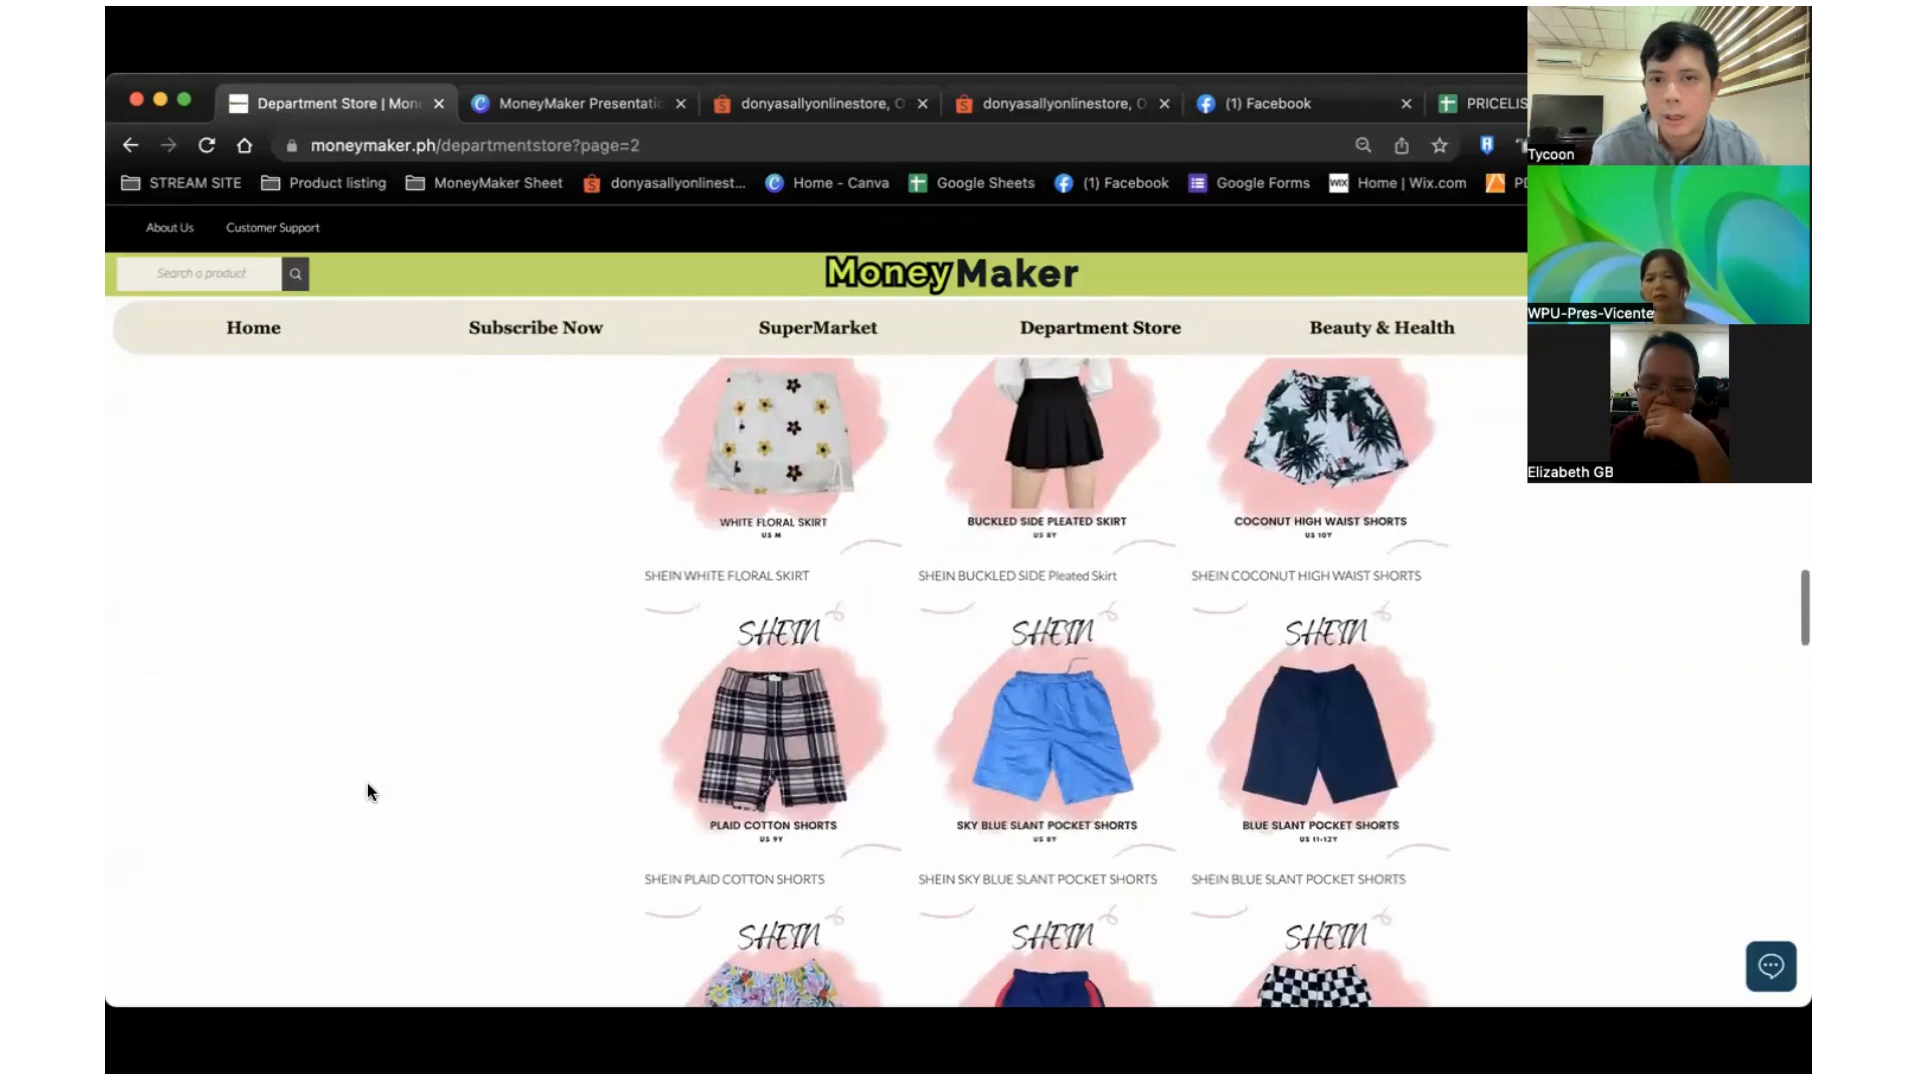 Department Store | Mon
MoneyMaker Presentati
donyasallyonlinestore, O
donyasallyonlinestore, O
(1) Facebook
PRICELIS
moneymaker.ph/departmentstore?page=2
STREAM SITE
Product listing
MoneyMaker Sheet
donyasallyonlinest...
Home - Canva
Google Sheets
(1) Facebook
Google Forms
WIX
Home | Wix.com
About Us
Customer Support
Search a product
MoneyMaker
Home
Subscribe Now
SuperMarket
Department Store
Beauty & Health
Tycoon
WPU-Pres-Vicente
Elizabeth GB
WHITE FLORAL SKIRT
US M
BUCKLED SIDE PLEATED SKIRT
US 8Y
COCONUT HIGH WAIST SHORTS
US 10Y
SHEIN WHITE FLORAL SKIRT
SHEIN BUCKLED SIDE Pleated Skirt
SHEIN COCONUT HIGH WAIST SHORTS
SHEIN
SHEIN
SHEIN
PLAID COTTON SHORTS
US 9Y
SKY BLUE SLANT POCKET SHORTS
US 8Y
BLUE SLANT POCKET SHORTS
US 11-12Y
SHEIN PLAID COTTON SHORTS
SHEIN SKY BLUE SLANT POCKET SHORTS
SHEIN BLUE SLANT POCKET SHORTS
SHEIN
SHEIN
SHEIN